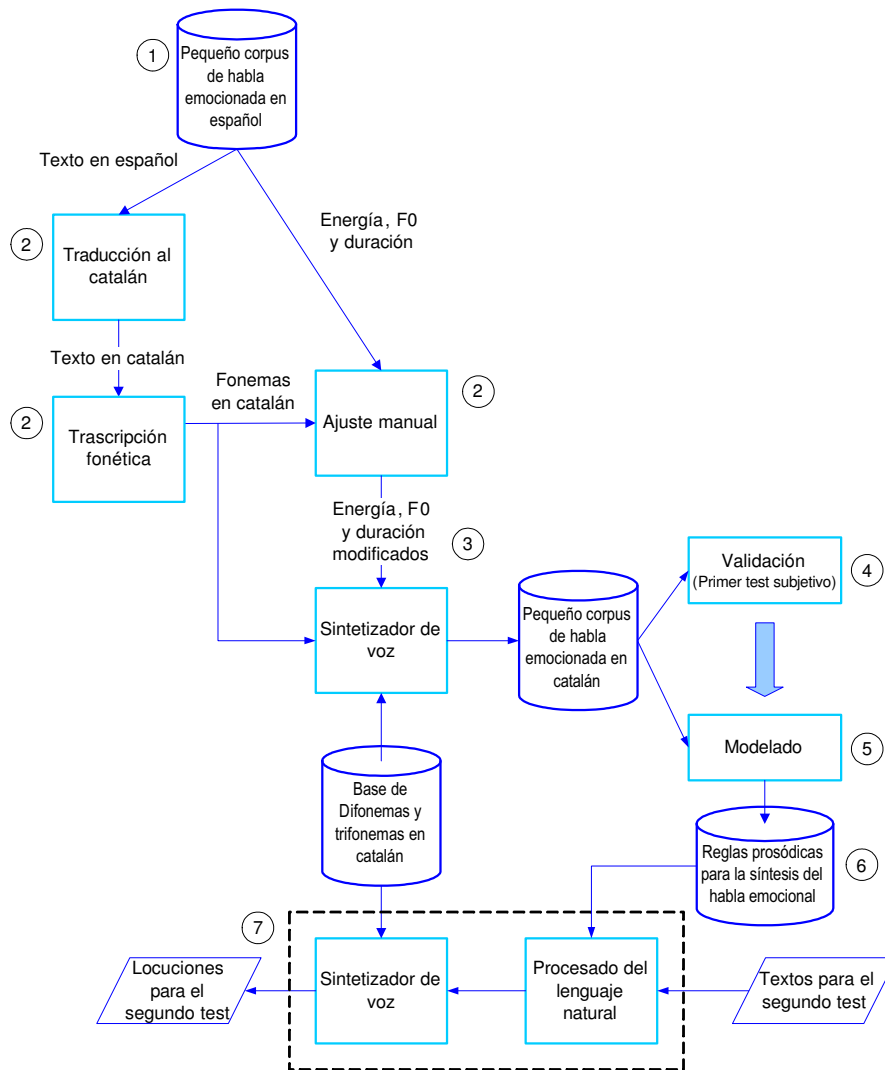 1
Pequeño corpus
de habla
emocionada en
español
Texto en español
Energía, F0
y duración
2
Traducción al
catalán
Texto en catalán
Fonemas
en catalán
2
2
Trascripción
fonética
Ajuste manual
Energía, F0
y duración
modificados
3
Validación
(Primer test subjetivo)
4
Sintetizador de
voz
Pequeño corpus
de habla
emocionada en
catalán
Modelado
5
Base de
Difonemas y
trifonemas en
catalán
Reglas prosódicas
para la síntesis del
habla emocional
6
7
Locuciones
para el
segundo test
Sintetizador de
voz
Procesado del
lenguaje
natural
Textos para el
segundo test